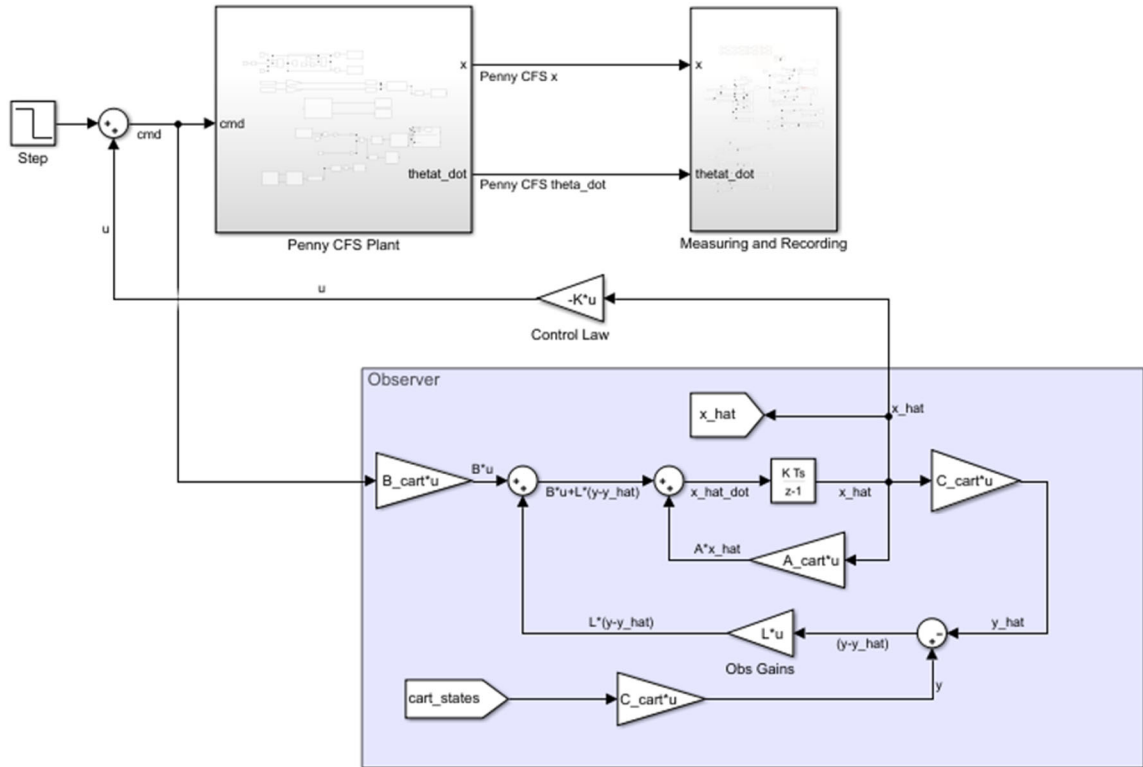 x
Penny CFS x
x
cmd
cmd
Step
thetat_dot
Penny CFS theta_dot
thetat_dot
Penny CFS Plant
Measuring and Recording
u
u
-K*u
Control Law
Observer
x_hat
x_hat
B_cart*u
B*u
B*u+L*(y-y_hat)
x_hat_dot
K Ts
z-1
x_hat
C_cart*u
A*x_hat
A_cart*u
L*(y-y_hat)
L*u
(y-y_hat)
y_hat
Obs Gains
cart_states
C_cart*u
y